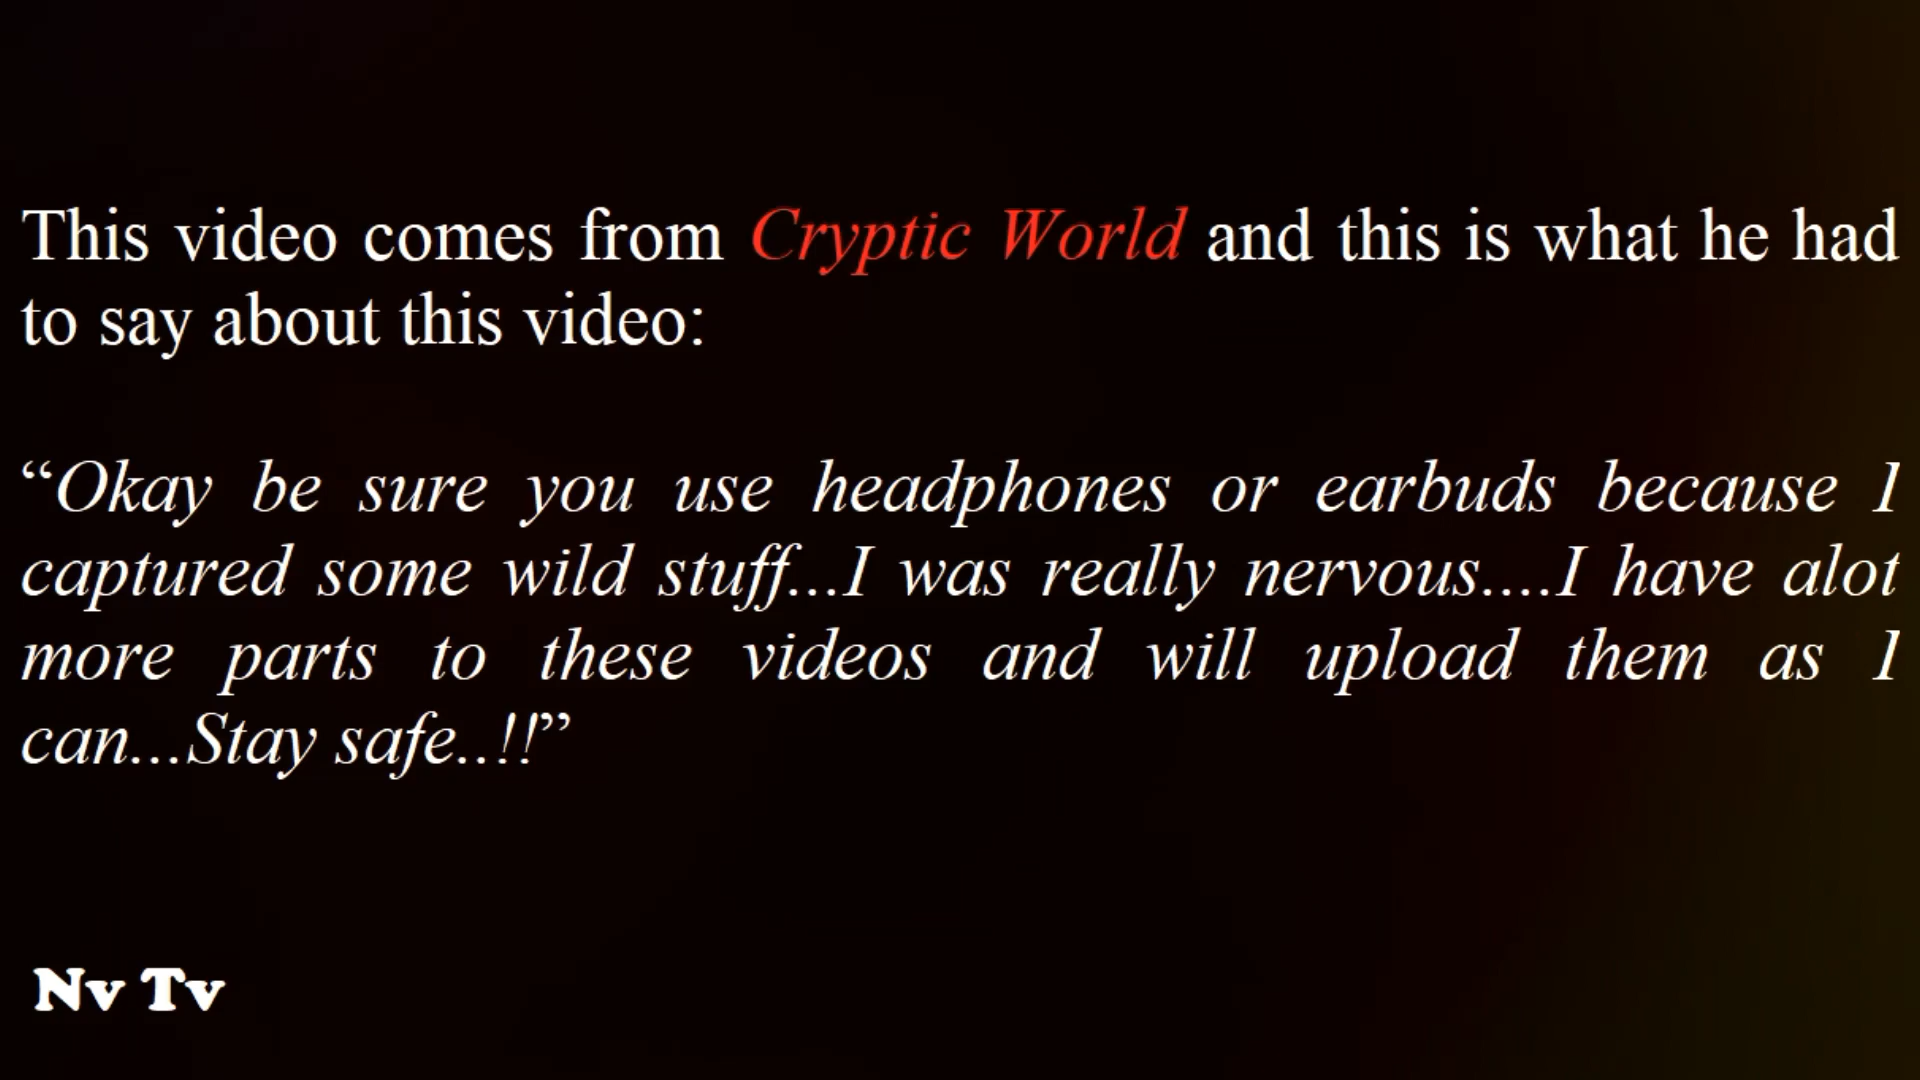 This video comes from Cryptic World and this is what he had
to say about this video:
“Okay be sure you use headphones or earbuds because I
captured some wild stuff...I was really nervous....I have alot
more parts to these videos and will upload them as I
can...Stay safe..!!”
Nv Tv